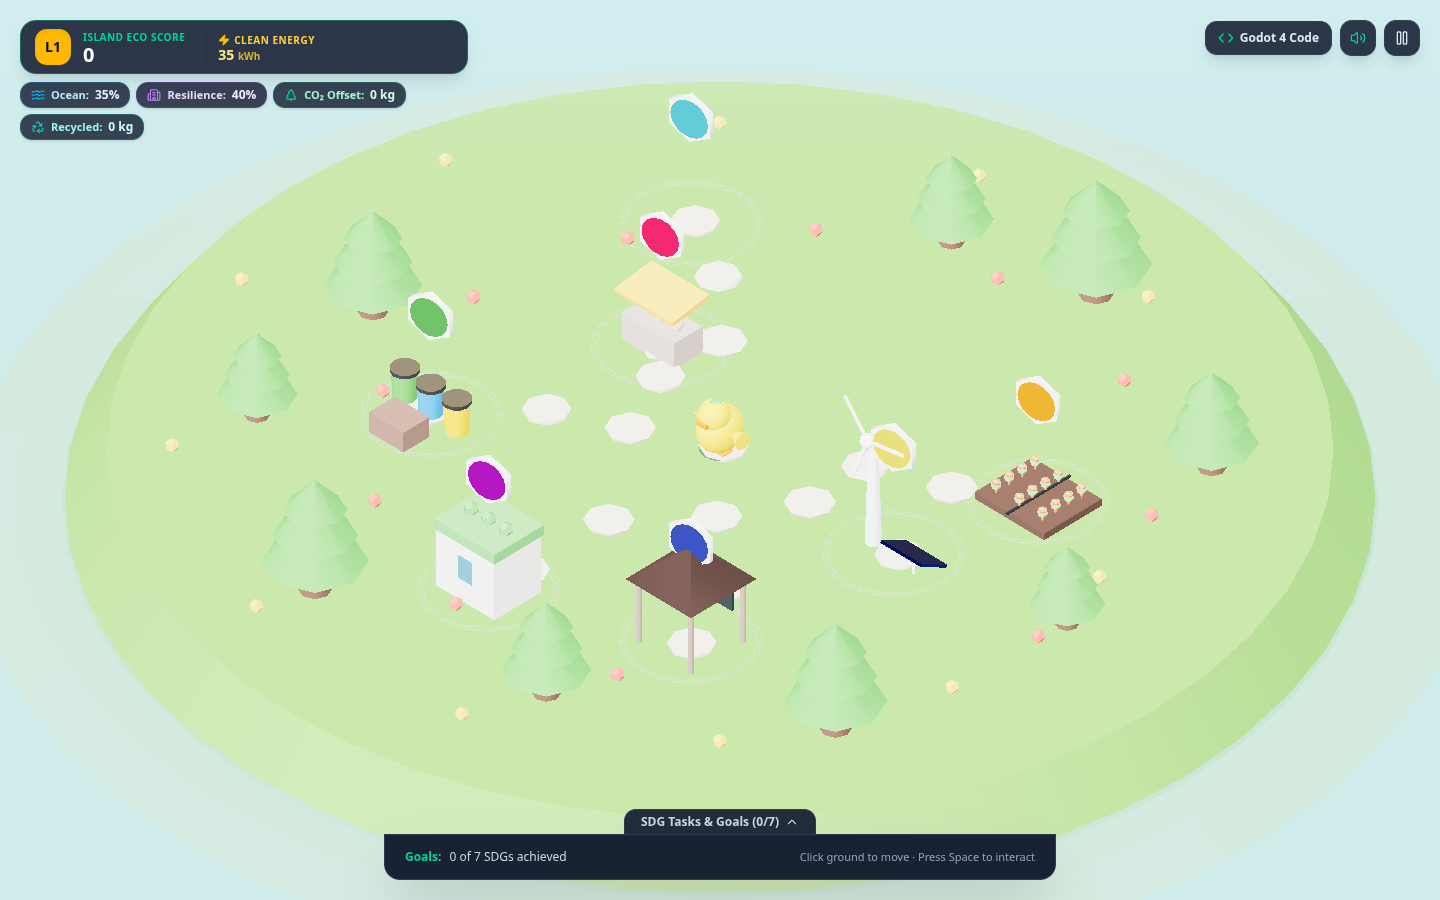 L1
ISLAND ECO SCORE
0
CLEAN ENERGY
35 kWh
Godot 4 Code
Ocean: 35%
Resilience: 40%
CO₂ Offset: 0 kg
Recycled: 0 kg
SDG Tasks & Goals (0/7)
Goals: 0 of 7 SDGs achieved
Click ground to move · Press Space to interact